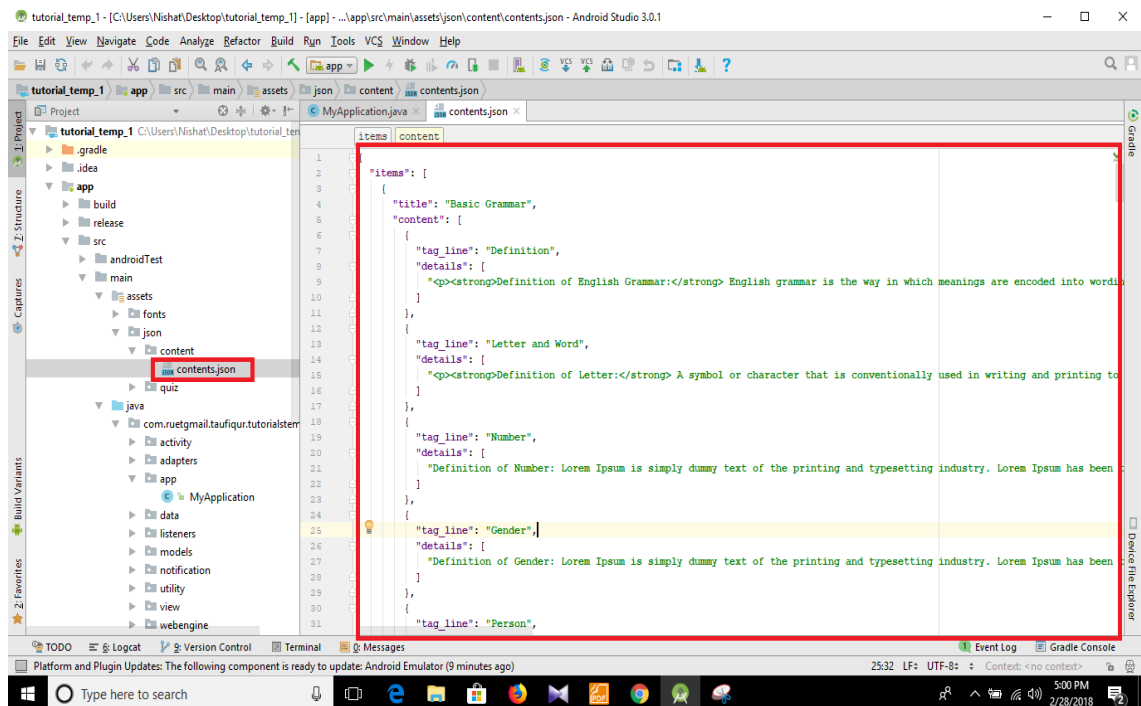 tutorial_temp_1 - [C:\Users\Nishat\Desktop\tutorial_temp_1] - [app] - ...\app\src\main\assets\json\content\contents.json - Android Studio 3.0.1
File Edit View Navigate Code Analyze Refactor Build Run Tools VCS Window Help
app VCS VCS ?
tutorial_temp_1 app src main assets json content contents.json
Project MyApplication.java contents.json
1: Project
7: Structure
Captures
Build Variants
2: Favorites
tutorial_temp_1 C:\Users\Nishat\Desktop\tutorial_ten
.gradle
.idea
app
build
release
src
androidTest
main
assets
fonts
json
content
contents.json
quiz
java
com.ruetgmail.taufiqur.tutorialstem
activity
adapters
app
MyApplication
data
listeners
models
notification
utility
view
webengine
items content
1 {
2 "items": [
3 {
4 "title": "Basic Grammar",
5 "content": [
6 {
7 "tag_line": "Definition",
8 "details": [
9 "<p><strong>Definition of English Grammar:</strong> English grammar is the way in which meanings are encoded into wordin
10 ]
11 },
12 {
13 "tag_line": "Letter and Word",
14 "details": [
15 "<p><strong>Definition of Letter:</strong> A symbol or character that is conventionally used in writing and printing to
16 ]
17 },
18 {
19 "tag_line": "Number",
20 "details": [
21 "Definition of Number: Lorem Ipsum is simply dummy text of the printing and typesetting industry. Lorem Ipsum has been
22 ]
23 },
24 {
25 "tag_line": "Gender",
26 "details": [
27 "Definition of Gender: Lorem Ipsum is simply dummy text of the printing and typesetting industry. Lorem Ipsum has been
28 ]
29 },
30 {
31 "tag_line": "Person",
Gradle
Device File Explorer
TODO 6: Logcat 9: Version Control Terminal 0: Messages Event Log Gradle Console
Platform and Plugin Updates: The following component is ready to update: Android Emulator (9 minutes ago) 25:32 LF UTF-8 Context: <no context>
Type here to search PDF 5:00 PM
2/28/2018 2